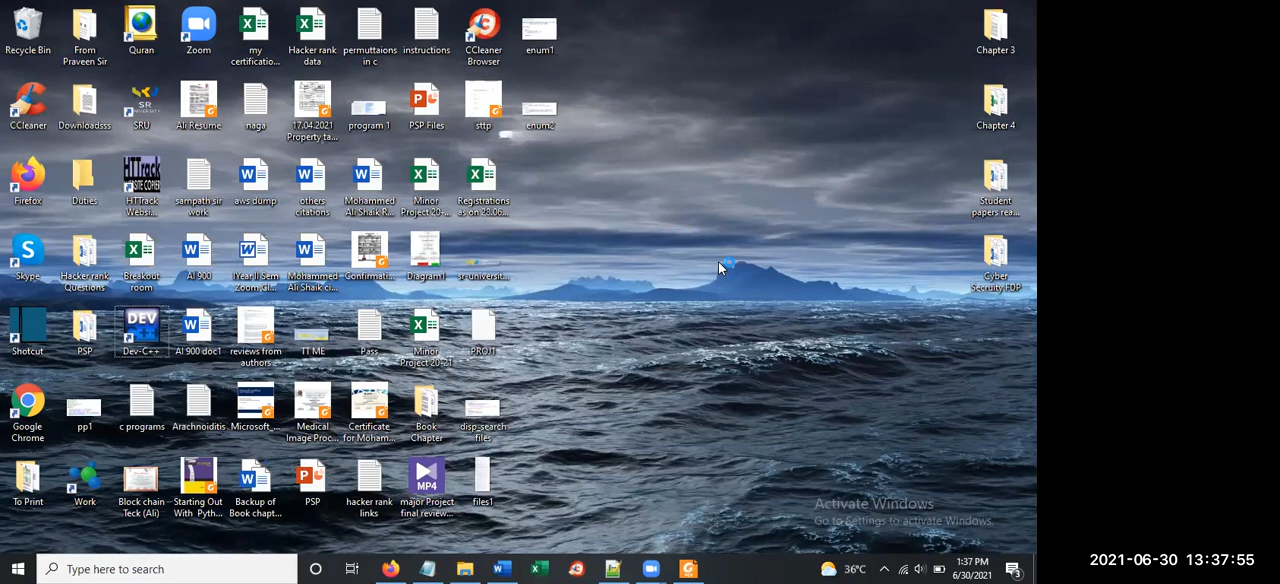 Recycle Bin
From Praveen Sir
Quran
Zoom
my certificatio...
Hacker rank data
permuttaions in c
instructions
CCleaner Browser
enum1
Chapter 3
CCleaner
Downloadsss
SRU
Ali Resume
naga
17.04.2021 Property ta...
program 1
PSP Files
sttp
enum2
Chapter 4
Firefox
Duties
HTTrack Websi...
sampath sir work
aws dump
others citations
Mohammed Ali Shaik R...
Minor Project 20-...
Registrations as on 28.06...
Student papers rea...
Skype
Hacker rank Questions
Breakout room
AI 900
IYear II Sem Zoom Cl...
Mohammed Ali Shaik ci...
Confirmati...
Diagram1
sr-universit...
Cyber Secruity FDP
Shotcut
PSP
DEV
C++
Dev-C++
AI 900 doc1
reviews from authors
TT ME
Pass
Minor Project 20-21
PROJ1
Google Chrome
pp1
c programs
Arachnoiditis
Microsoft_...
Medical Image Proc...
Certificate for Moham...
Book Chapter
disp_search files
To Print
Work
Block chain Teck (Ali)
Starting Out With Pyth...
Backup of Book chapt...
PSP
hacker rank links
MP4
major Project final review...
files1
Activate Windows
Go to Settings to activate Windows.
Type here to search
36°C
1:37 PM
6/30/2021
3
2021-06-30 13:37:55